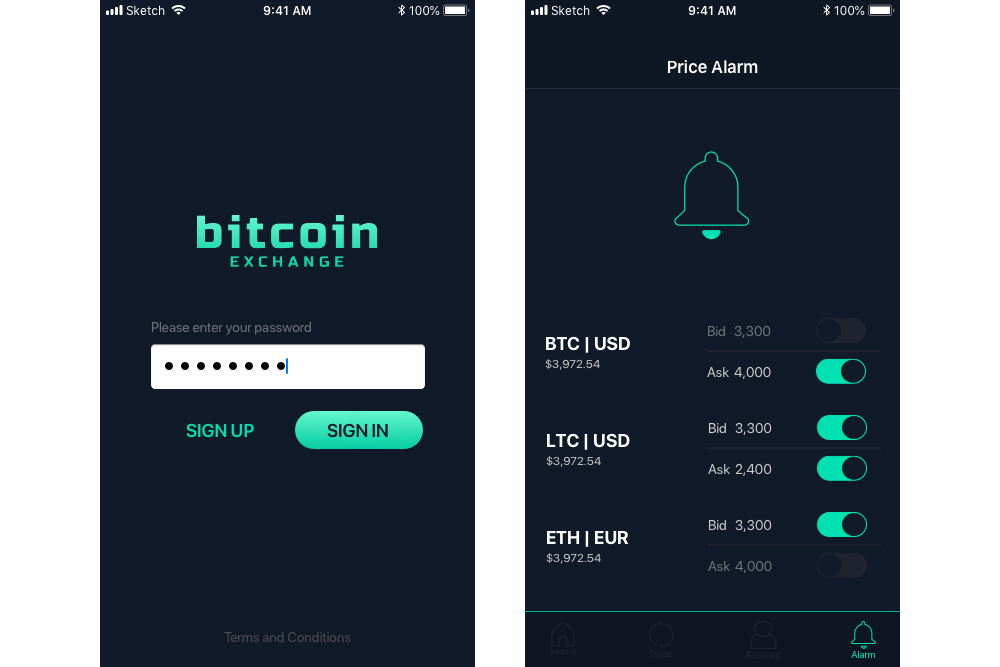 Sketch 9:41 AM 100%
bitcoin
EXCHANGE
Please enter your password
SIGN UP SIGN IN
Terms and Conditions
Sketch 9:41 AM 100%
Price Alarm
BTC | USD
$3,972.54
Bid 3,300
Ask 4,000
LTC | USD
$3,972.54
Bid 3,300
Ask 2,400
ETH | EUR
$3,972.54
Bid 3,300
Ask 4,000
Home Trade Account Alarm